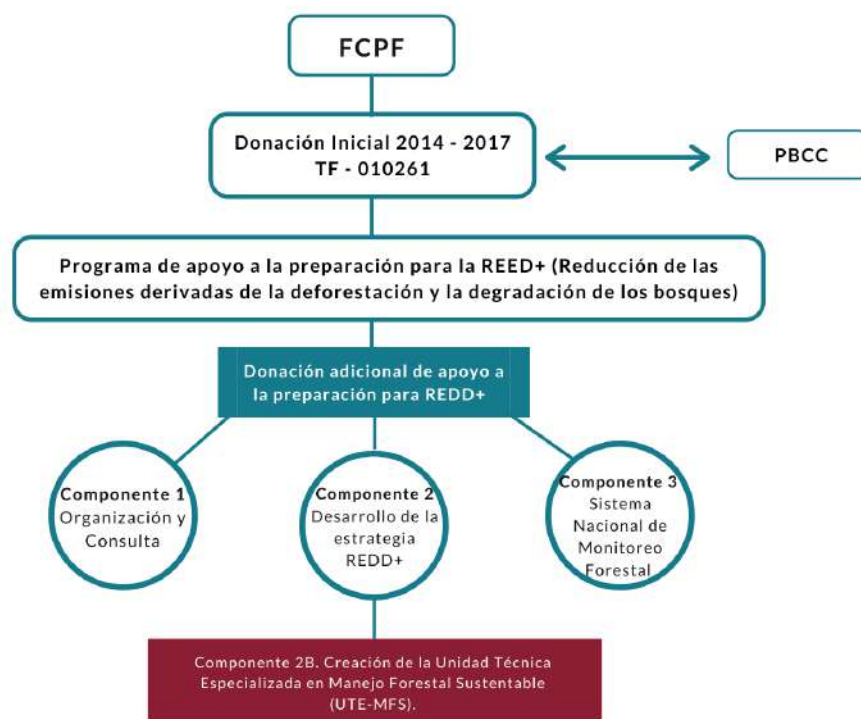 FCPF
Donación Inicial 2014 - 2017
TF - 010261
PBCC
Programa de apoyo a la preparación para la REED+ (Reducción de las
emisiones derivadas de la deforestación y la degradación de los bosques)
Donación adicional de apoyo a
la preparación para REDD+
Componente 1
Organización y
Consulta
Componente 2
Desarrollo de la
estrategia
REDD+
Componente 3
Sistema
Nacional de
Monitoreo
Forestal
Componente 2B. Creación de la Unidad Técnica
Especializada en Manejo Forestal Sustentable
(UTE-MFS).